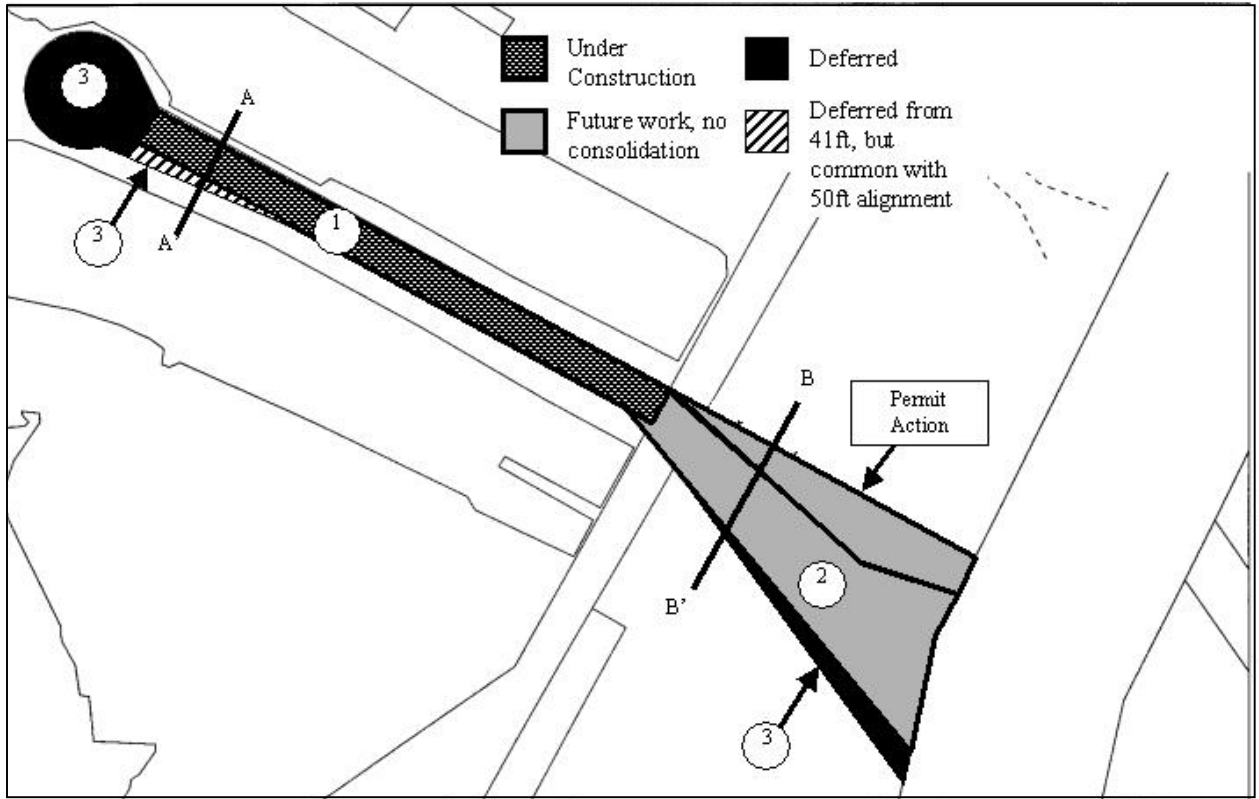 Under
Construction
Deferred
Future work, no
consolidation
Deferred from
41ft, but
common with
50ft alignment
3
A
3
A
1
B
Permit
Action
2
B’
3